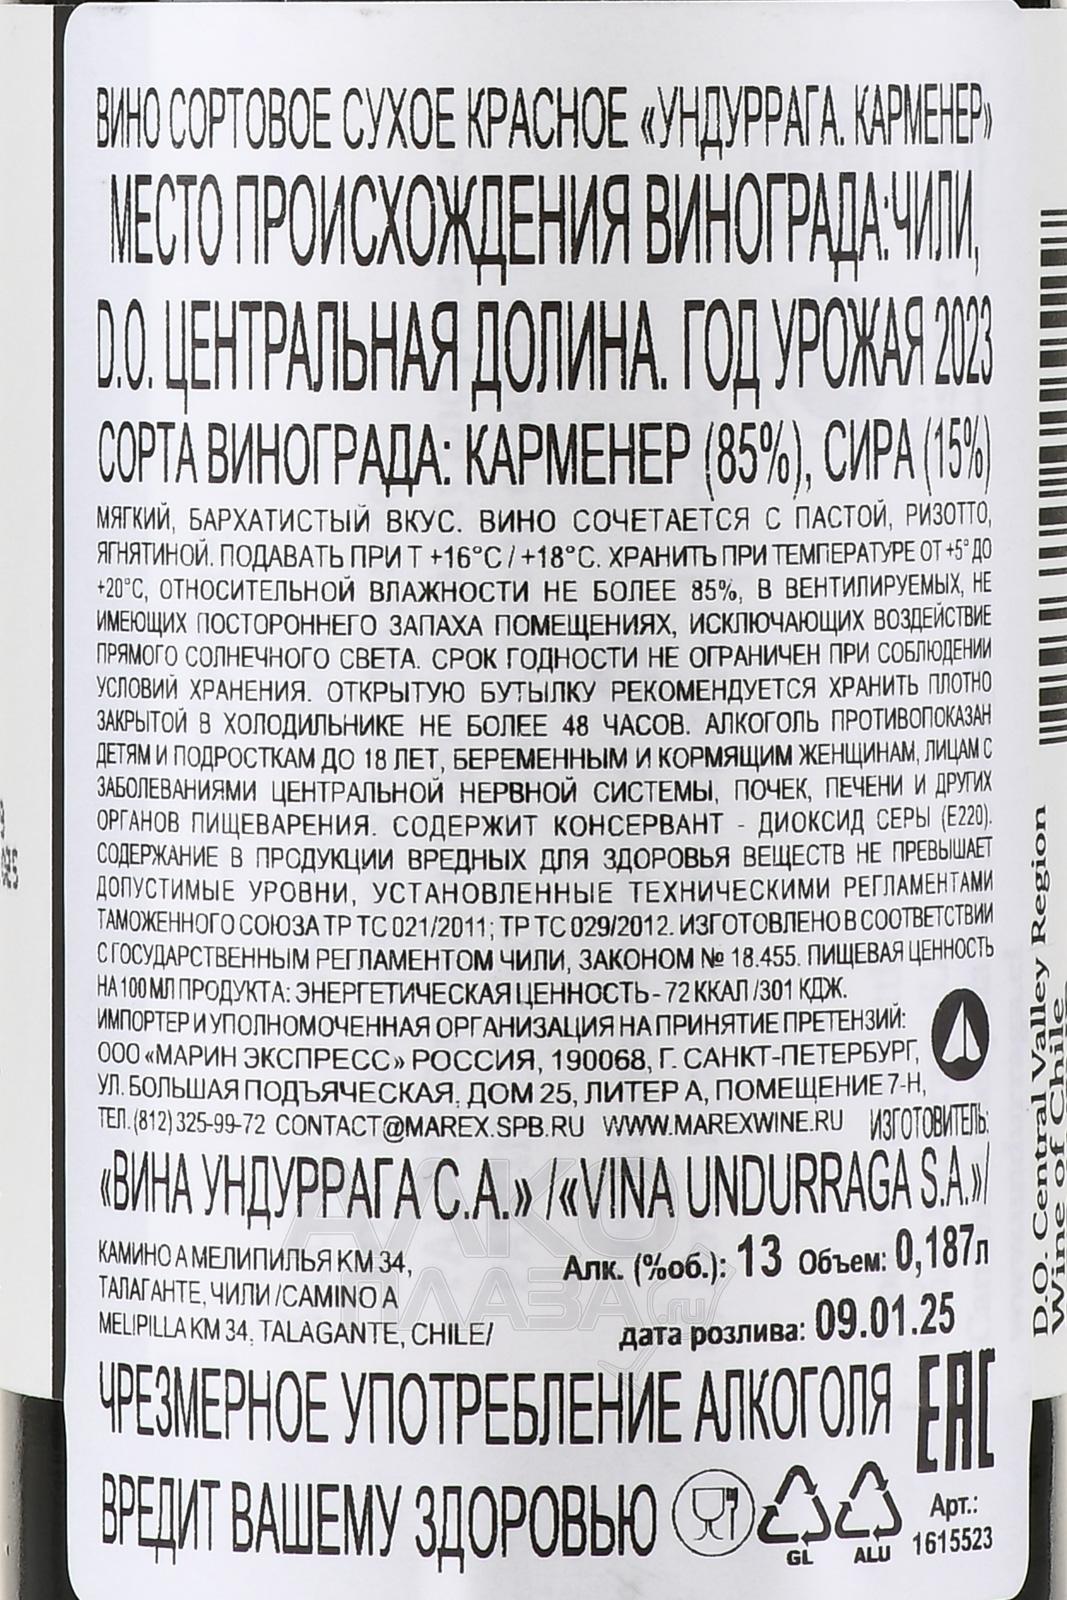 ВИНО СОРТОВОЕ СУХОЕ КРАСНОЕ «УНДУРРАГА. КАРМЕНЕР»
МЕСТО ПРОИСХОЖДЕНИЯ ВИНОГРАДА:ЧИЛИ,
D.O. ЦЕНТРАЛЬНАЯ ДОЛИНА. ГОД УРОЖАЯ 2023
СОРТА ВИНОГРАДА: КАРМЕНЕР (85%), СИРА (15%)
МЯГКИЙ, БАРХАТИСТЫЙ ВКУС. ВИНО СОЧЕТАЕТСЯ С ПАСТОЙ, РИЗОТТО,
ЯГНЯТИНОЙ. ПОДАВАТЬ ПРИ Т +16°С / +18°С. ХРАНИТЬ ПРИ ТЕМПЕРАТУРЕ ОТ +5° ДО
+20°С, ОТНОСИТЕЛЬНОЙ ВЛАЖНОСТИ НЕ БОЛЕЕ 85%, В ВЕНТИЛИРУЕМЫХ, НЕ
ИМЕЮЩИХ ПОСТОРОННЕГО ЗАПАХА ПОМЕЩЕНИЯХ, ИСКЛЮЧАЮЩИХ ВОЗДЕЙСТВИЕ
ПРЯМОГО СОЛНЕЧНОГО СВЕТА. СРОК ГОДНОСТИ НЕ ОГРАНИЧЕН ПРИ СОБЛЮДЕНИИ
УСЛОВИЙ ХРАНЕНИЯ. ОТКРЫТУЮ БУТЫЛКУ РЕКОМЕНДУЕТСЯ ХРАНИТЬ ПЛОТНО
ЗАКРЫТОЙ В ХОЛОДИЛЬНИКЕ НЕ БОЛЕЕ 48 ЧАСОВ. АЛКОГОЛЬ ПРОТИВОПОКАЗАН
ДЕТЯМ И ПОДРОСТКАМ ДО 18 ЛЕТ, БЕРЕМЕННЫМ И КОРМЯЩИМ ЖЕНЩИНАМ, ЛИЦАМ С
ЗАБОЛЕВАНИЯМИ ЦЕНТРАЛЬНОЙ НЕРВНОЙ СИСТЕМЫ, ПОЧЕК, ПЕЧЕНИ И ДРУГИХ
ОРГАНОВ ПИЩЕВАРЕНИЯ. СОДЕРЖИТ КОНСЕРВАНТ - ДИОКСИД СЕРЫ (Е220).
СОДЕРЖАНИЕ В ПРОДУКЦИИ ВРЕДНЫХ ДЛЯ ЗДОРОВЬЯ ВЕЩЕСТВ НЕ ПРЕВЫШАЕТ
ДОПУСТИМЫЕ УРОВНИ, УСТАНОВЛЕННЫЕ ТЕХНИЧЕСКИМИ РЕГЛАМЕНТАМИ
ТАМОЖЕННОГО СОЮЗА ТР ТС 021/2011; ТР ТС 029/2012. ИЗГОТОВЛЕНО В СООТВЕТСТВИИ
С ГОСУДАРСТВЕННЫМ РЕГЛАМЕНТОМ ЧИЛИ, ЗАКОНОМ № 18.455. ПИЩЕВАЯ ЦЕННОСТЬ
НА 100 МЛ ПРОДУКТА: ЭНЕРГЕТИЧЕСКАЯ ЦЕННОСТЬ - 72 ККАЛ /301 КДЖ.
ИМПОРТЕР И УПОЛНОМОЧЕННАЯ ОРГАНИЗАЦИЯ НА ПРИНЯТИЕ ПРЕТЕНЗИЙ:
ООО «МАРИН ЭКСПРЕСС» РОССИЯ, 190068, Г. САНКТ-ПЕТЕРБУРГ,
УЛ. БОЛЬШАЯ ПОДЪЯЧЕСКАЯ, ДОМ 25, ЛИТЕР А, ПОМЕЩЕНИЕ 7-Н,
ТЕЛ. (812) 325-99-72 CONTACT@MAREX.SPB.RU WWW.MAREXWINE.RU ИЗГОТОВИТЕЛЬ:
«ВИНА УНДУРРАГА С.А.» /«VINA UNDURRAGA S.A.»/
КАМИНО А МЕЛИПИЛЬЯ КМ 34,
ТАЛАГАНТЕ, ЧИЛИ /CAMINO A
MELIPILLA KM 34, TALAGANTE, CHILE/
Алк. (%об.): 13 Объем: 0,187л
дата розлива: 09.01.25
ЧРЕЗМЕРНОЕ УПОТРЕБЛЕНИЕ АЛКОГОЛЯ
ВРЕДИТ ВАШЕМУ ЗДОРОВЬЮ
EAC
GL
ALU
Арт.:
1615523
D.O. Central Valley Region
Wine of Chile
АЛКО
ПЛАЗА
.ru